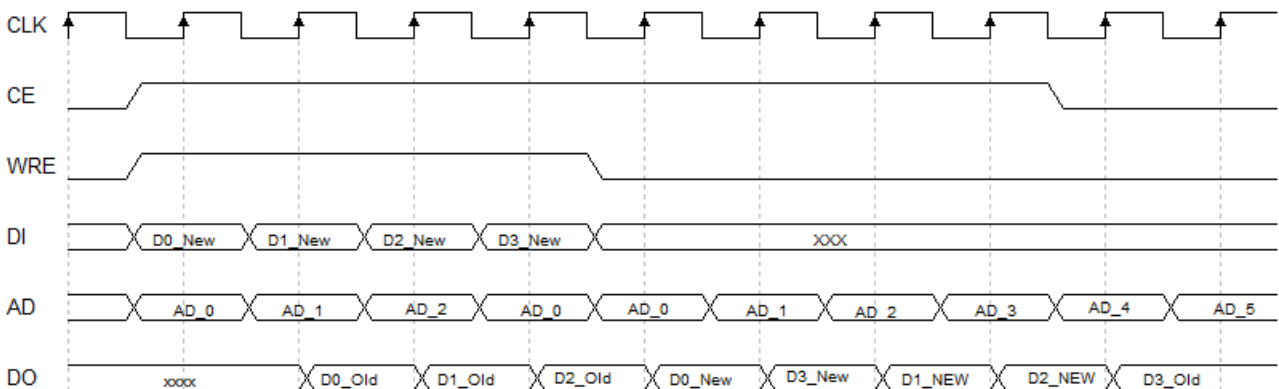 CLK
CE
WRE
DI D0_New D1_New D2_New D3_New XXX
AD AD_0 AD_1 AD_2 AD_0 AD_0 AD_1 AD_2 AD_3 AD_4 AD_5
DO xxxx D0_Old D1_Old D2_Old D0_New D3_New D1_NEW D2_NEW D3_Old